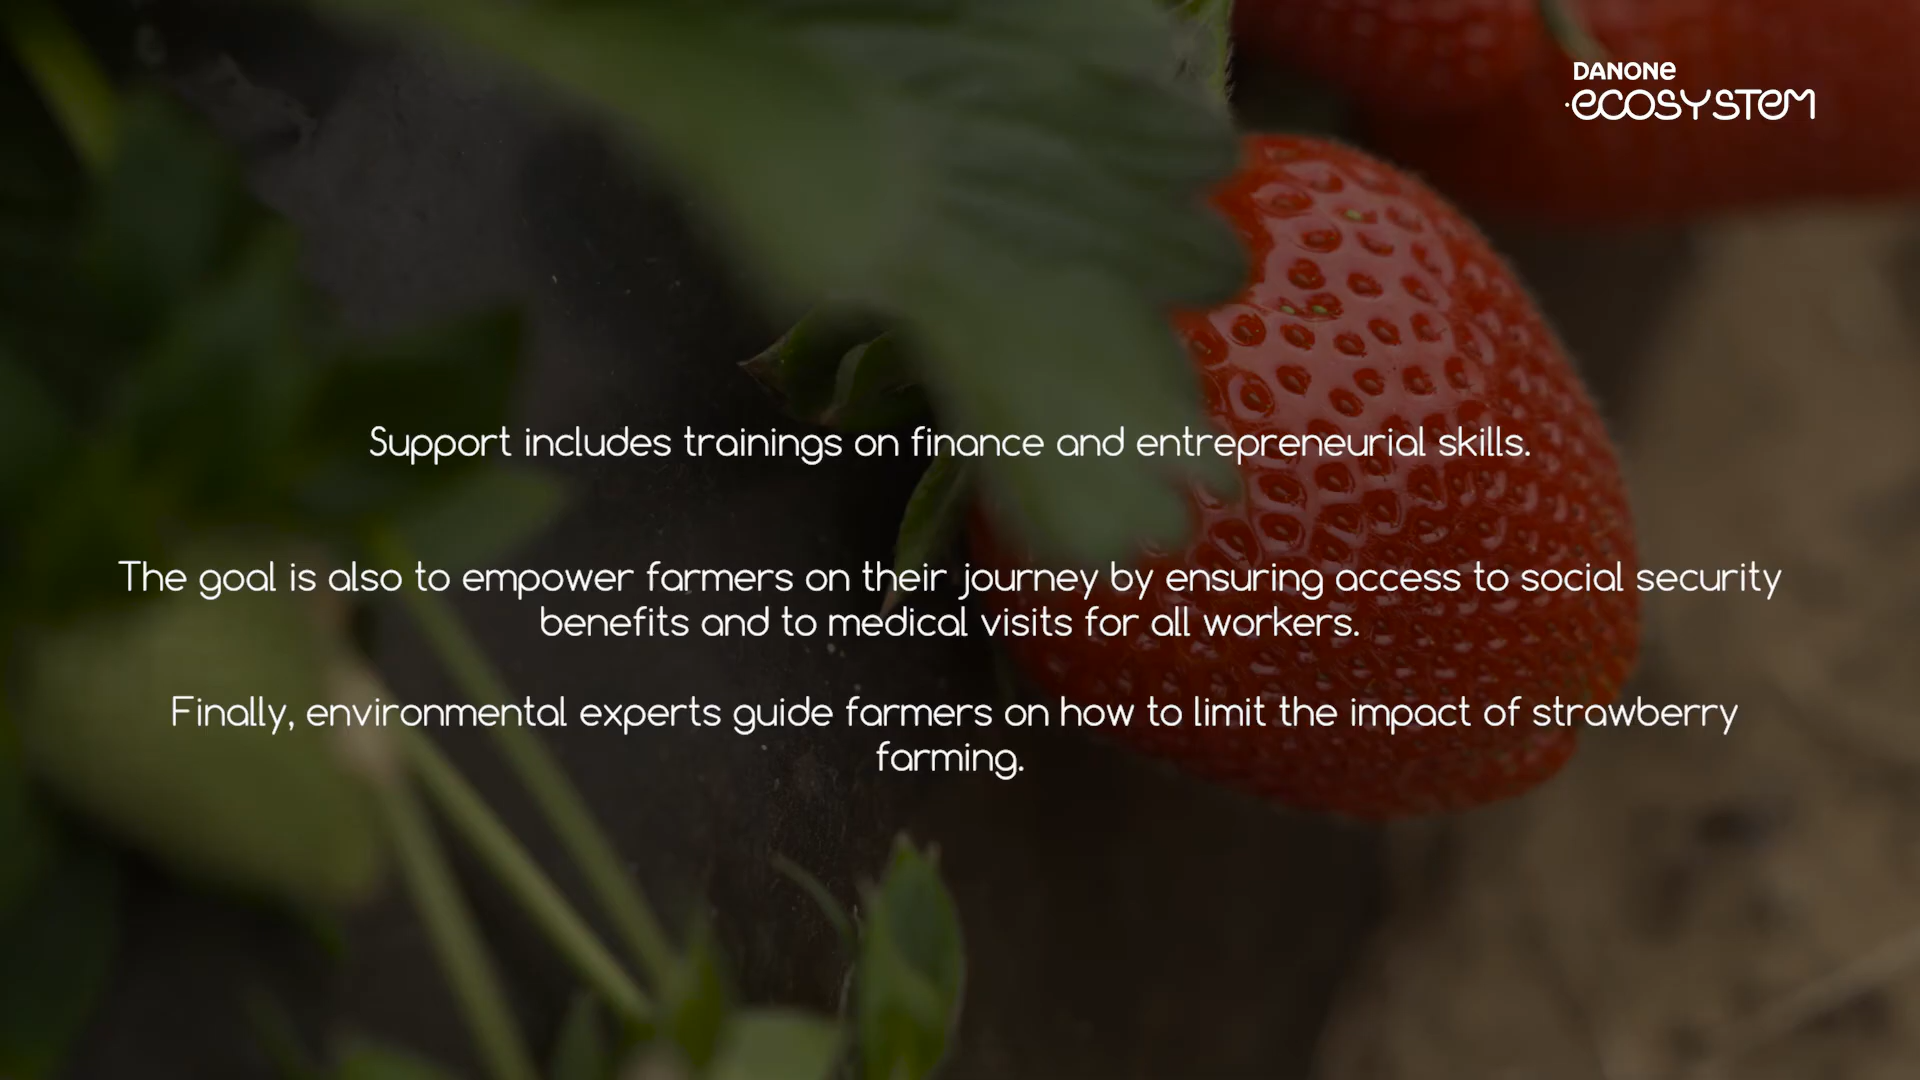 DANONE
ECOSYSTEM
Support includes trainings on finance and entrepreneurial skills.
The goal is also to empower farmers on their journey by ensuring access to social security
benefits and to medical visits for all workers.
Finally, environmental experts guide farmers on how to limit the impact of strawberry
farming.